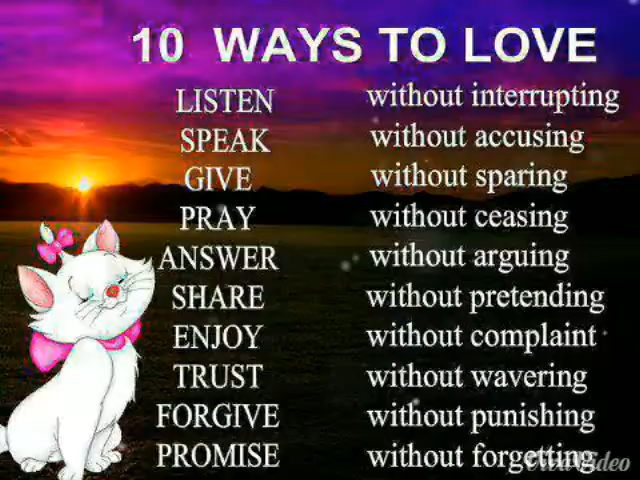 10 WAYS TO LOVE
LISTEN without interrupting
SPEAK without accusing
GIVE without sparing
PRAY without ceasing
ANSWER without arguing
SHARE without pretending
ENJOY without complaint
TRUST without wavering
FORGIVE without punishing
PROMISE without forgetting
VivaVideo